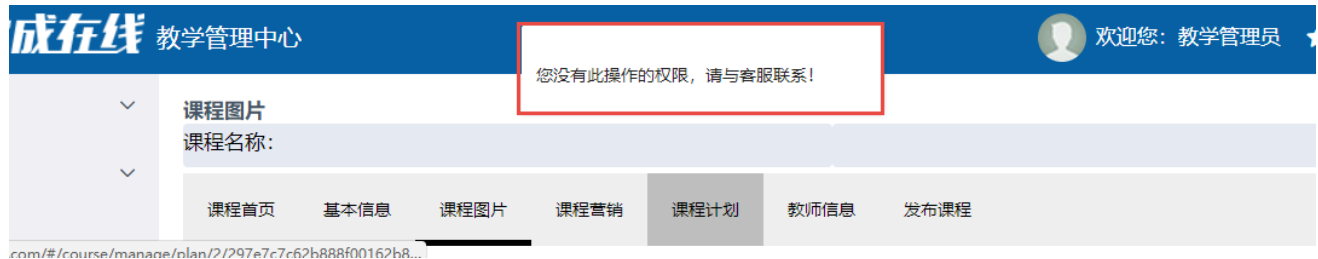 成在线 教学管理中心
欢迎您：教学管理员
您没有此操作的权限，请与客服联系！
课程图片
课程名称：
课程首页 基本信息 课程图片 课程营销 课程计划 教师信息 发布课程
.com/#/course/manage/plan/2/297e7c7c62b888f00162b8...